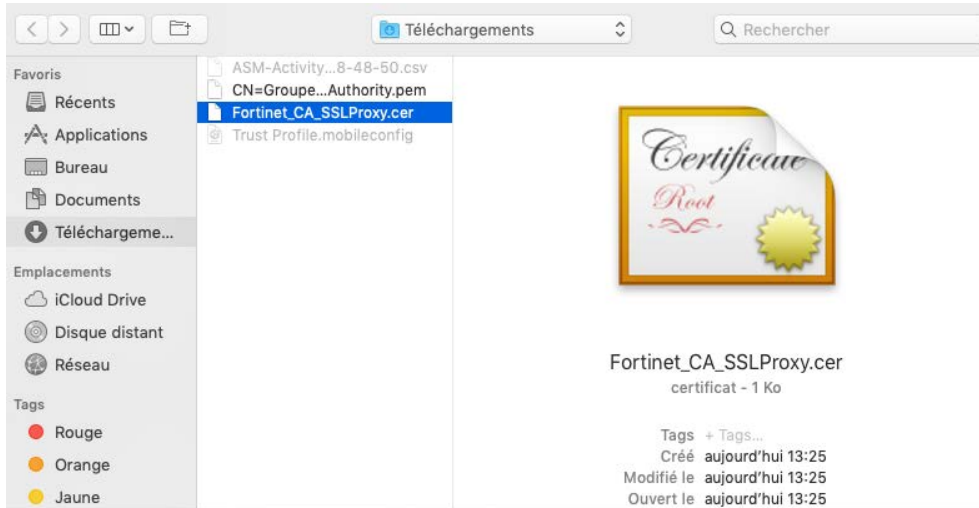 Téléchargements
Rechercher
Favoris
Récents
Applications
Bureau
Documents
Téléchargeme...
Emplacements
iCloud Drive
Disque distant
Réseau
Tags
Rouge
Orange
Jaune
ASM-Activity...8-48-50.csv
CN=Groupe...Authority.pem
Fortinet_CA_SSLProxy.cer
Trust Profile.mobileconfig
Certificate
Root
Fortinet_CA_SSLProxy.cer
certificat - 1 Ko
Tags + Tags...
Créé aujourd'hui 13:25
Modifié le aujourd'hui 13:25
Ouvert le aujourd'hui 13:25